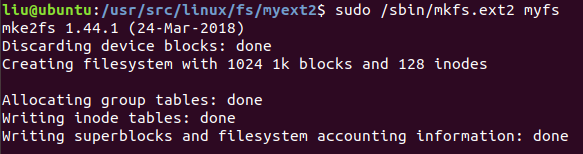 liu@ubuntu:/usr/src/linux/fs/myext2$ sudo /sbin/mkfs.ext2 myfs
mke2fs 1.44.1 (24-Mar-2018)
Discarding device blocks: done
Creating filesystem with 1024 1k blocks and 128 inodes

Allocating group tables: done
Writing inode tables: done
Writing superblocks and filesystem accounting information: done